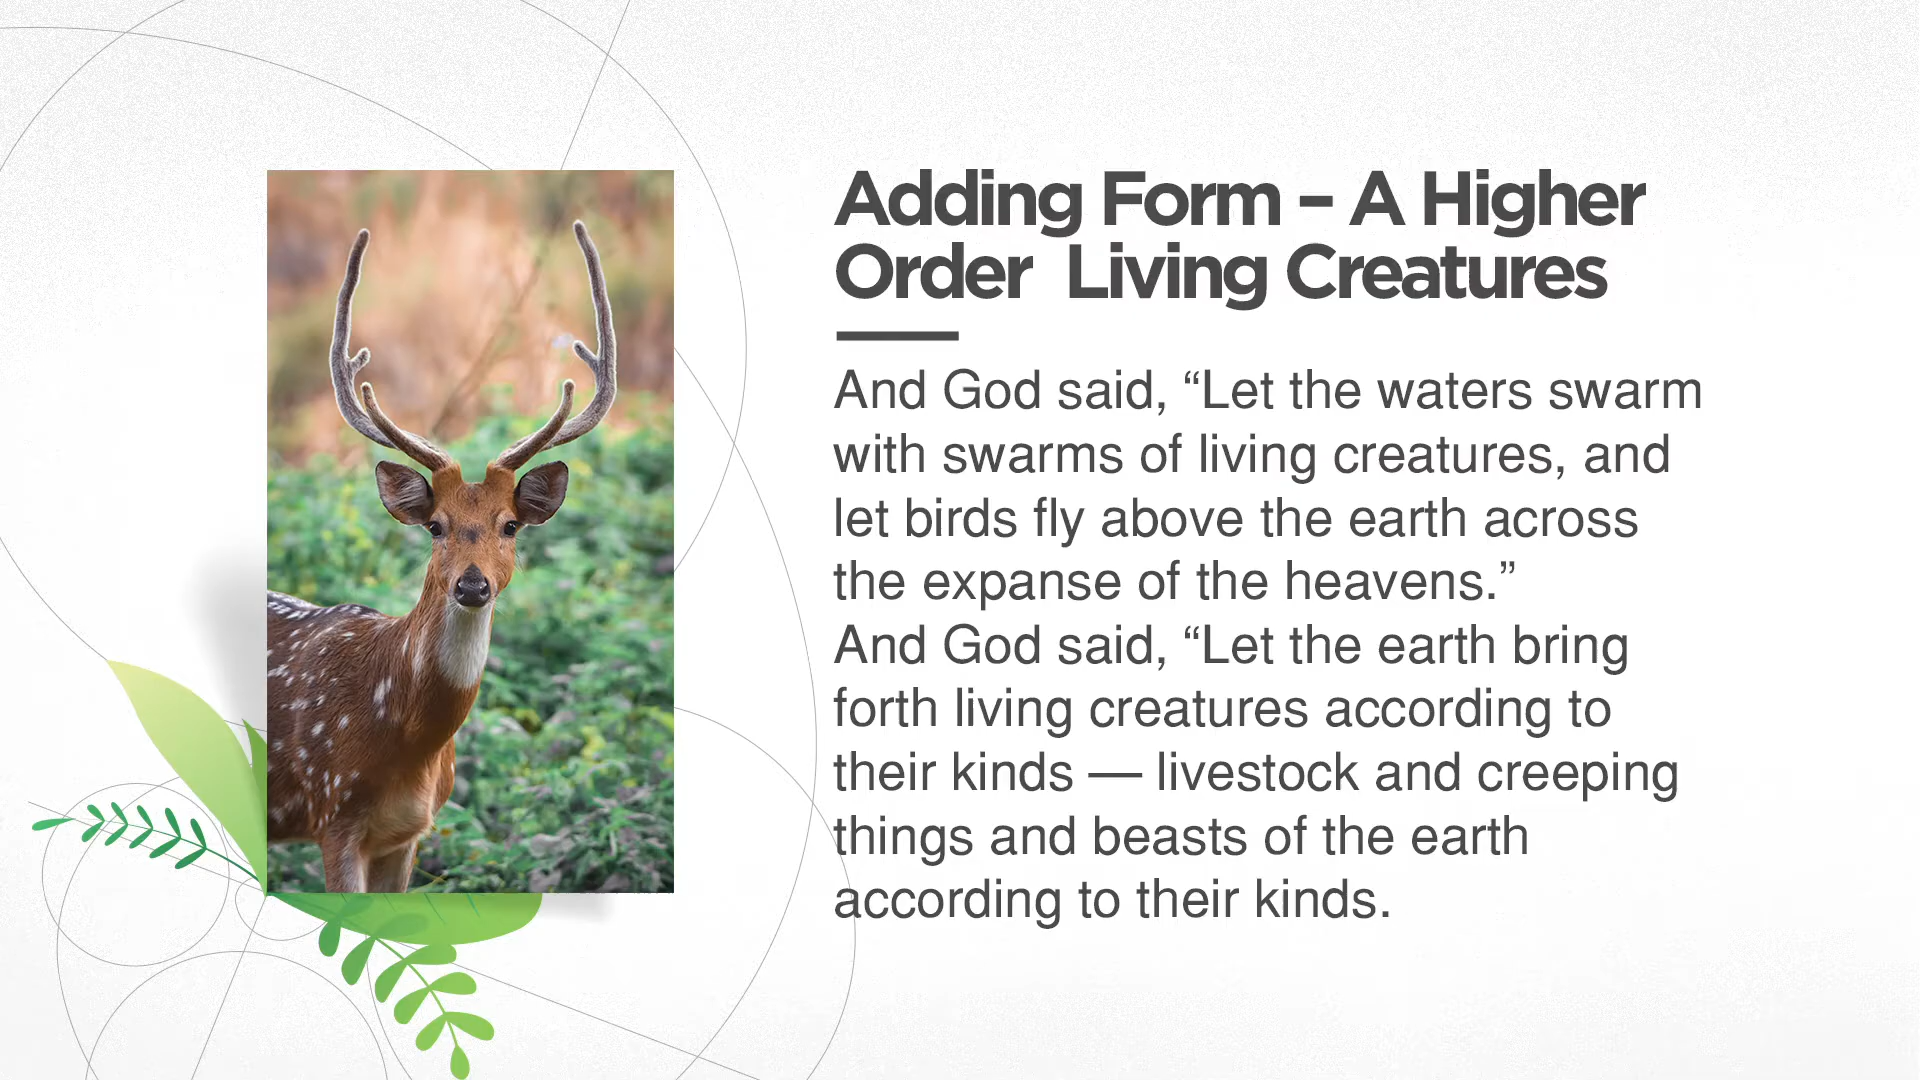 Adding Form – A Higher
Order  Living Creatures
And God said, “Let the waters swarm
with swarms of living creatures, and
let birds fly above the earth across
the expanse of the heavens.”
And God said, “Let the earth bring
forth living creatures according to
their kinds — livestock and creeping
things and beasts of the earth
according to their kinds.